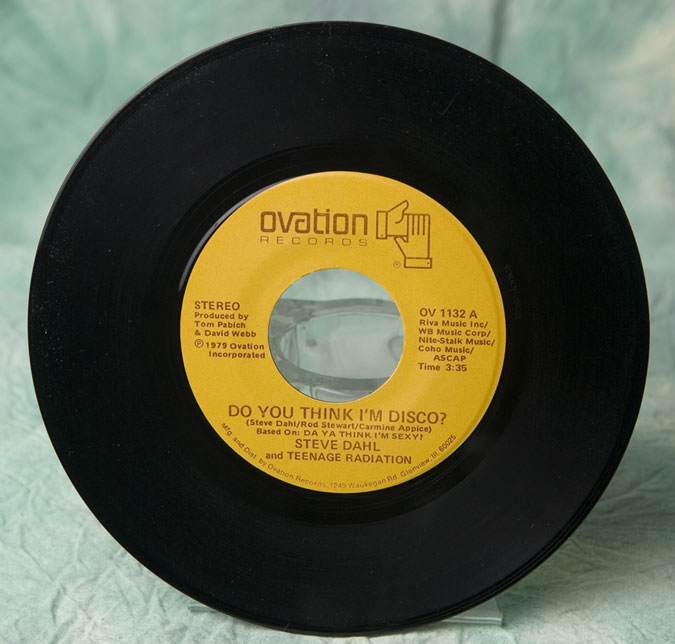 ovation
RECORDS
®
STEREO
Produced by
Tom Pabich
& David Webb
℗ 1979 Ovation
Incorporated
OV 1132 A
Riva Music Inc/
WB Music Corp/
Nite-Stalk Music/
Coho Music/
ASCAP
Time 3:35
DO YOU THINK I'M DISCO?
(Steve Dahl/Rod Stewart/Carmine Appice)
Based On: DA YA THINK I'M SEXY?
STEVE DAHL
and TEENAGE RADIATION
Mfg. and Dist. by Ovation Records, 1249 Waukegan Rd. Glenview, Ill. 60025